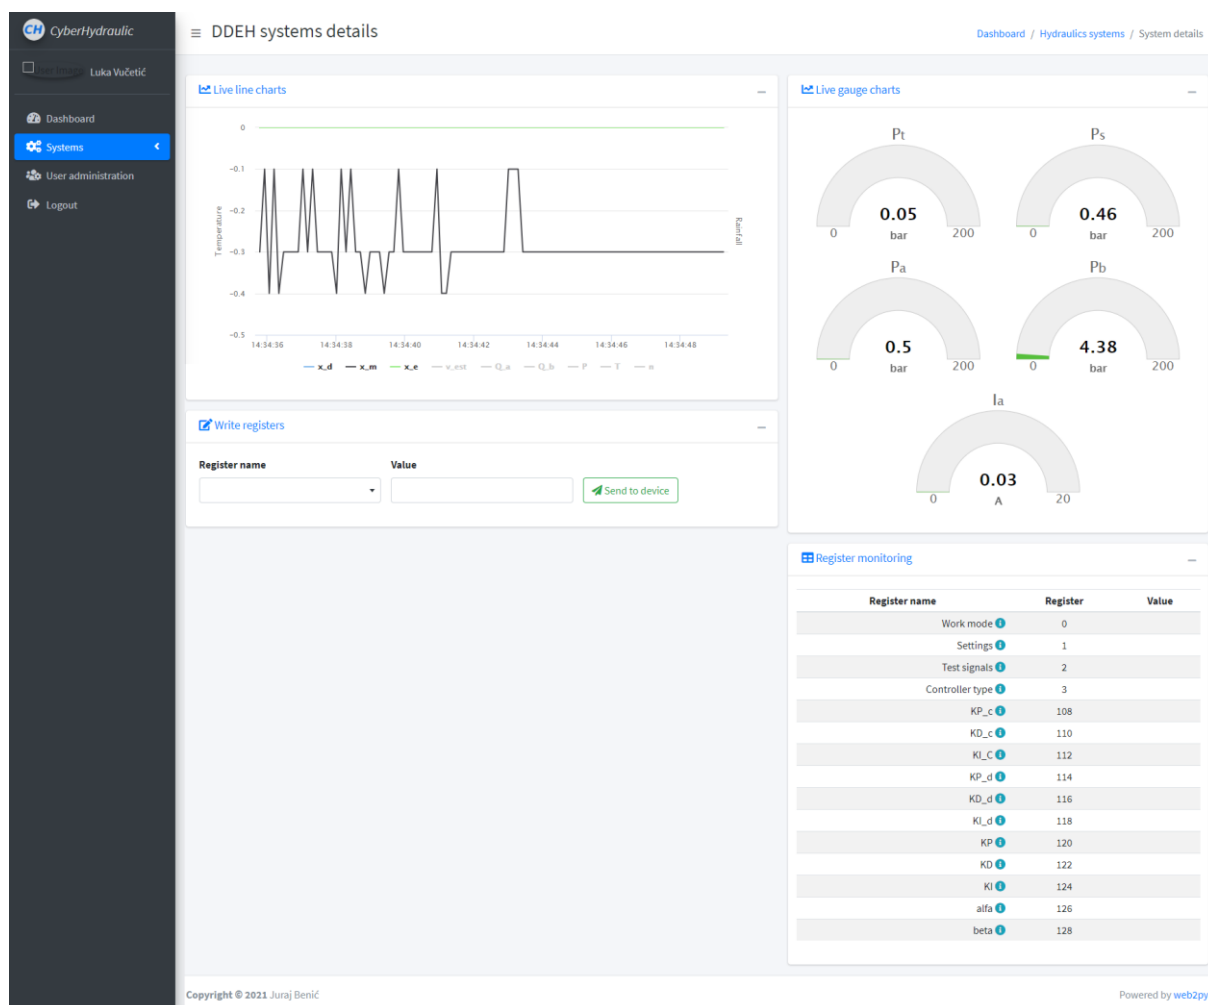 CH CyberHydraulic
Luka Vučetić
Dashboard
Systems
User administration
Logout
DDEH systems details
Dashboard / Hydraulics systems / System details
Live line charts
0
−0.1
−0.2
−0.3
−0.4
−0.5
Temperature
Rainfall
14:34:36 14:34:38 14:34:40 14:34:42 14:34:44 14:34:46 14:34:48
x_d x_m x_e v_est Q_a Q_b P T n
Write registers
Register name Value
Send to device
Live gauge charts
Pt Ps
0.05 0.46
0 bar 200 0 bar 200
Pa Pb
0.5 4.38
0 bar 200 0 bar 200
Ia
0.03
0 A 20
Register monitoring
Register name Register Value
Work mode 0
Settings 1
Test signals 2
Controller type 3
KP_c 108
KD_c 110
KI_C 112
KP_d 114
KD_d 116
KI_d 118
KP 120
KD 122
KI 124
alfa 126
beta 128
Copyright © 2021 Juraj Benić
Powered by web2py